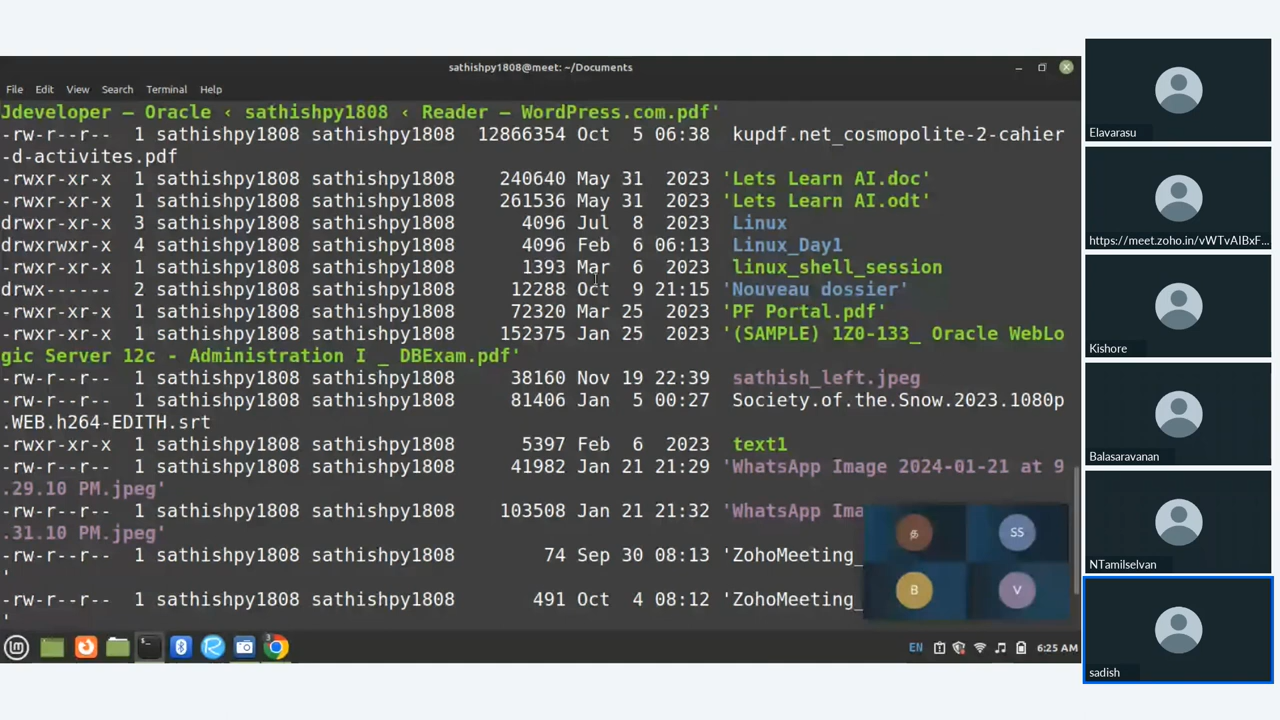 sathishpy1808@meet: ~/Documents
File Edit View Search Terminal Help
Jdeveloper – Oracle ‹ sathishpy1808 ‹ Reader — WordPress.com.pdf'
-rw-r--r-- 1 sathishpy1808 sathishpy1808 12866354 Oct 5 06:38 kupdf.net_cosmopolite-2-cahier
-d-activites.pdf
-rwxr-xr-x 1 sathishpy1808 sathishpy1808 240640 May 31 2023 'Lets Learn AI.doc'
-rwxr-xr-x 1 sathishpy1808 sathishpy1808 261536 May 31 2023 'Lets Learn AI.odt'
drwxr-xr-x 3 sathishpy1808 sathishpy1808 4096 Jul 8 2023 Linux
drwxrwxr-x 4 sathishpy1808 sathishpy1808 4096 Feb 6 06:13 Linux_Day1
-rwxr-xr-x 1 sathishpy1808 sathishpy1808 1393 Mar 6 2023 linux_shell_session
drwx------ 2 sathishpy1808 sathishpy1808 12288 Oct 9 21:15 'Nouveau dossier'
-rwxr-xr-x 1 sathishpy1808 sathishpy1808 72320 Mar 25 2023 'PF Portal.pdf'
-rwxr-xr-x 1 sathishpy1808 sathishpy1808 152375 Jan 25 2023 '(SAMPLE) 1Z0-133_ Oracle WebLo
gic Server 12c - Administration I _ DBExam.pdf'
-rw-r--r-- 1 sathishpy1808 sathishpy1808 38160 Nov 19 22:39 sathish_left.jpeg
-rw-r--r-- 1 sathishpy1808 sathishpy1808 81406 Jan 5 00:27 Society.of.the.Snow.2023.1080p
.WEB.h264-EDITH.srt
-rwxr-xr-x 1 sathishpy1808 sathishpy1808 5397 Feb 6 2023 text1
-rw-r--r-- 1 sathishpy1808 sathishpy1808 41982 Jan 21 21:29 'WhatsApp Image 2024-01-21 at 9
.29.10 PM.jpeg'
-rw-r--r-- 1 sathishpy1808 sathishpy1808 103508 Jan 21 21:32 'WhatsApp Ima
.31.10 PM.jpeg'
-rw-r--r-- 1 sathishpy1808 sathishpy1808 74 Sep 30 08:13 'ZohoMeeting_
'
-rw-r--r-- 1 sathishpy1808 sathishpy1808 491 Oct 4 08:12 'ZohoMeeting_
'
த SS
B V
3
EN 6:25 AM
Elavarasu
https://meet.zoho.in/vWTvAIBxF...
Kishore
Balasaravanan
NTamilselvan
sadish